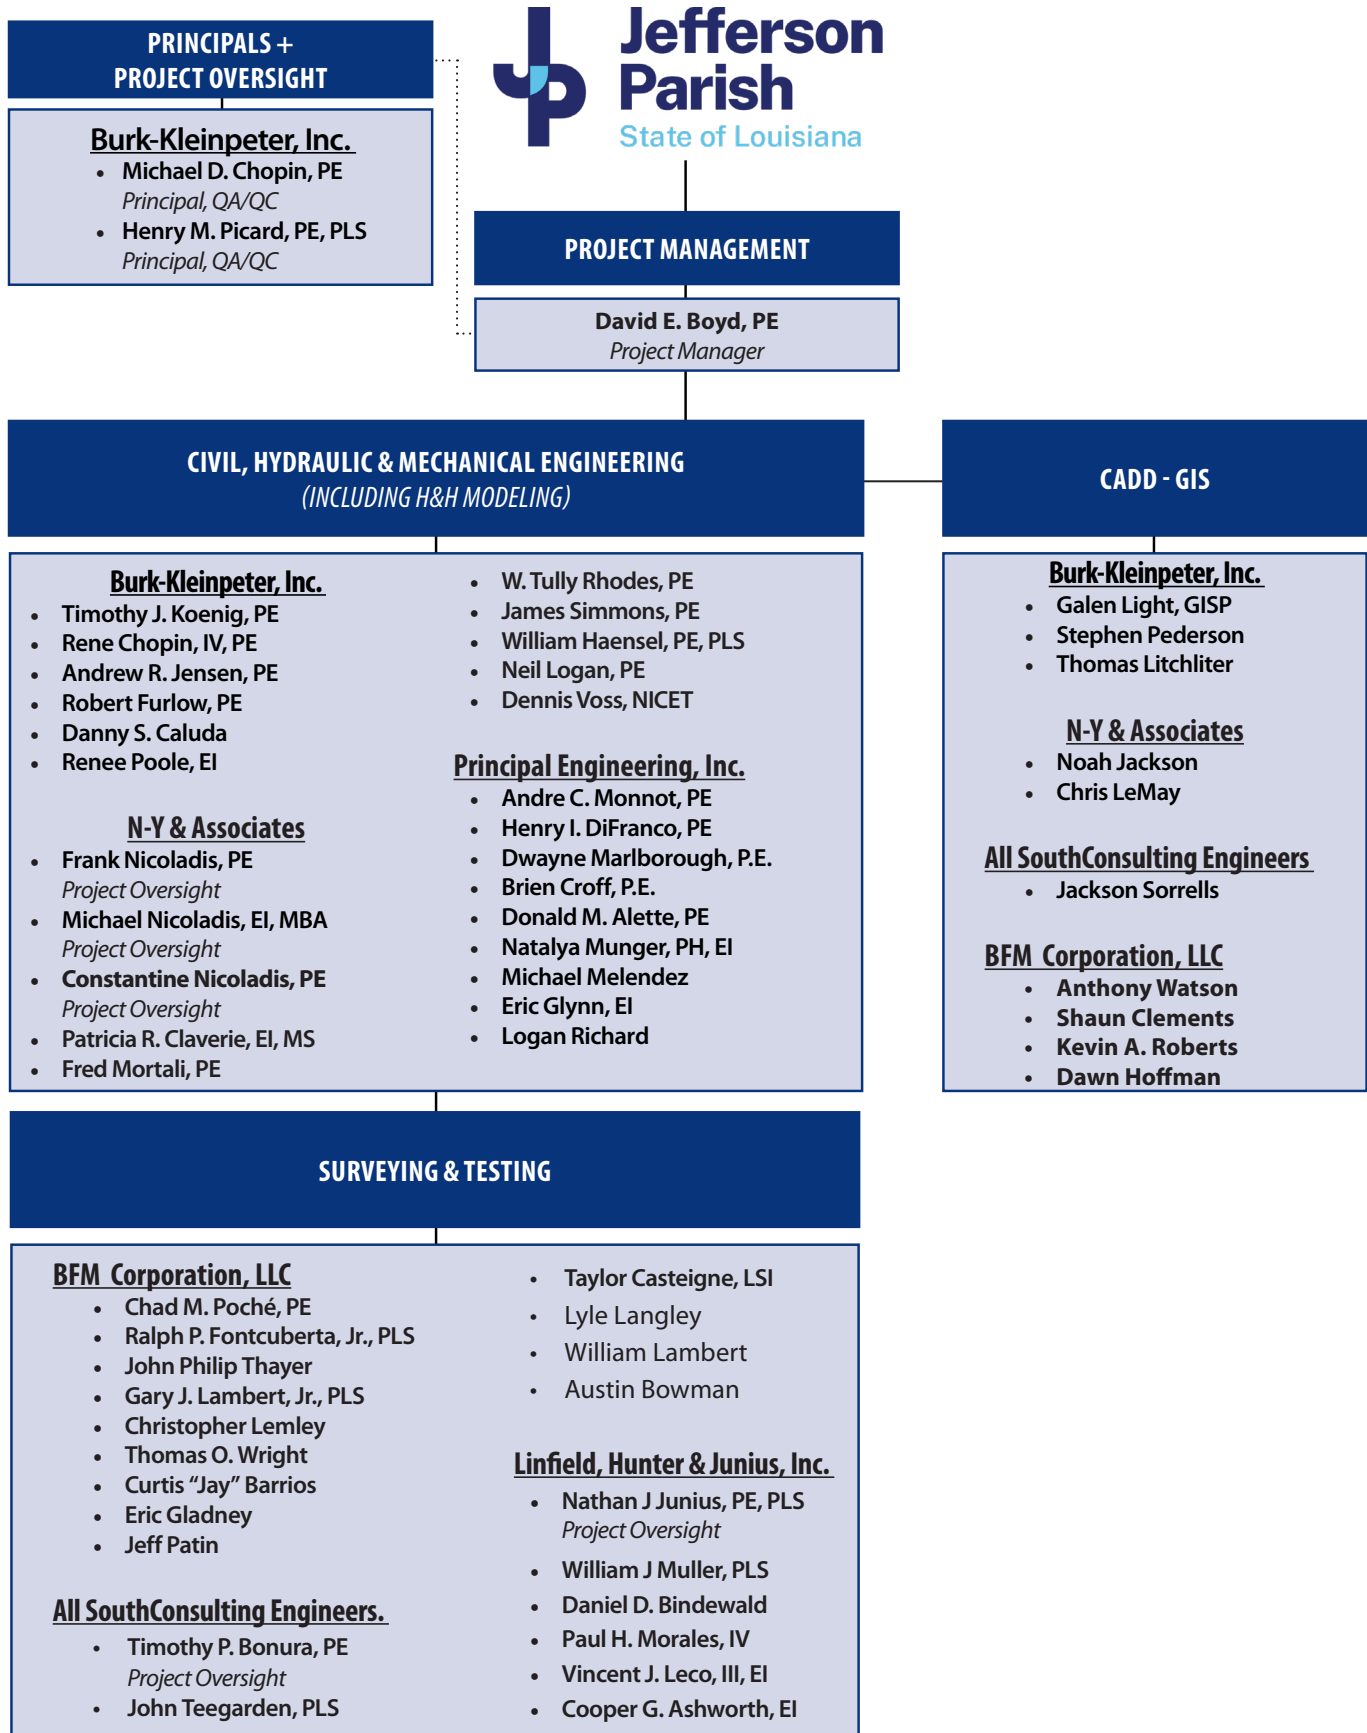 PRINCIPALS +
PROJECT OVERSIGHT
Burk-Kleinpeter, Inc.
• Michael D. Chopin, PE
Principal, QA/QC
• Henry M. Picard, PE, PLS
Principal, QA/QC
Jefferson
Parish
State of Louisiana
PROJECT MANAGEMENT
David E. Boyd, PE
Project Manager
CIVIL, HYDRAULIC & MECHANICAL ENGINEERING
(INCLUDING H&H MODELING)
Burk-Kleinpeter, Inc.
• Timothy J. Koenig, PE
• Rene Chopin, IV, PE
• Andrew R. Jensen, PE
• Robert Furlow, PE
• Danny S. Caluda
• Renee Poole, EI
N-Y & Associates
• Frank Nicoladis, PE
Project Oversight
• Michael Nicoladis, EI, MBA
Project Oversight
• Constantine Nicoladis, PE
Project Oversight
• Patricia R. Claverie, EI, MS
• Fred Mortali, PE
• W. Tully Rhodes, PE
• James Simmons, PE
• William Haensel, PE, PLS
• Neil Logan, PE
• Dennis Voss, NICET
Principal Engineering, Inc.
• Andre C. Monnot, PE
• Henry I. DiFranco, PE
• Dwayne Marlborough, P.E.
• Brien Croff, P.E.
• Donald M. Alette, PE
• Natalya Munger, PH, EI
• Michael Melendez
• Eric Glynn, EI
• Logan Richard
CADD - GIS
Burk-Kleinpeter, Inc.
• Galen Light, GISP
• Stephen Pederson
• Thomas Litchliter
N-Y & Associates
• Noah Jackson
• Chris LeMay
All SouthConsulting Engineers
• Jackson Sorrells
BFM Corporation, LLC
• Anthony Watson
• Shaun Clements
• Kevin A. Roberts
• Dawn Hoffman
SURVEYING & TESTING
BFM Corporation, LLC
• Chad M. Poché, PE
• Ralph P. Fontcuberta, Jr., PLS
• John Philip Thayer
• Gary J. Lambert, Jr., PLS
• Christopher Lemley
• Thomas O. Wright
• Curtis “Jay” Barrios
• Eric Gladney
• Jeff Patin
All SouthConsulting Engineers.
• Timothy P. Bonura, PE
Project Oversight
• John Teegarden, PLS
• Taylor Casteigne, LSI
• Lyle Langley
• William Lambert
• Austin Bowman
Linfield, Hunter & Junius, Inc.
• Nathan J Junius, PE, PLS
Project Oversight
• William J Muller, PLS
• Daniel D. Bindewald
• Paul H. Morales, IV
• Vincent J. Leco, III, EI
• Cooper G. Ashworth, EI